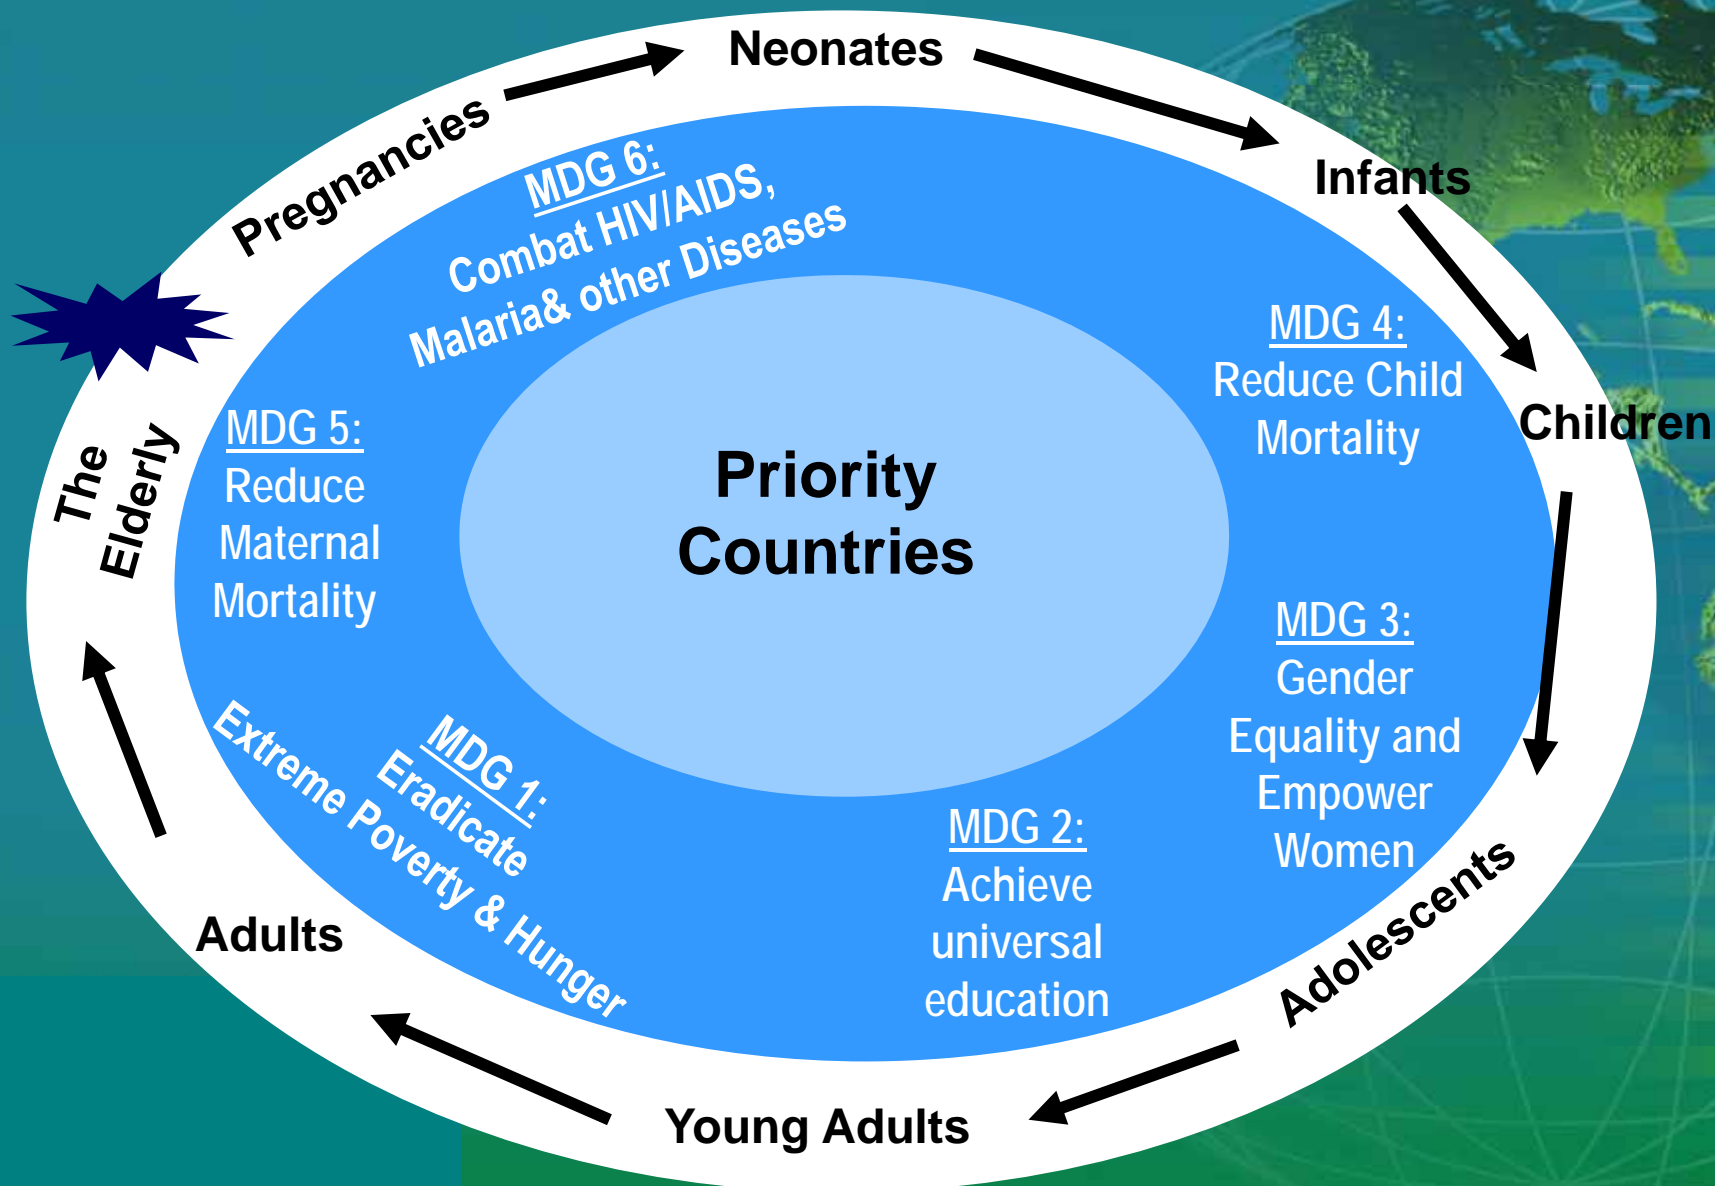 Neonates
Pregnancies
Infants
MDG 6:
Combat HIV/AIDS,
Malaria& other Diseases
MDG 4:
Reduce Child
Mortality
Children
The
Elderly
MDG 5:
Reduce
Maternal
Mortality
Priority
Countries
MDG 3:
Gender
Equality and
Empower
Women
MDG 1:
Eradicate
Extreme Poverty & Hunger
MDG 2:
Achieve
universal
education
Adolescents
Adults
Young Adults